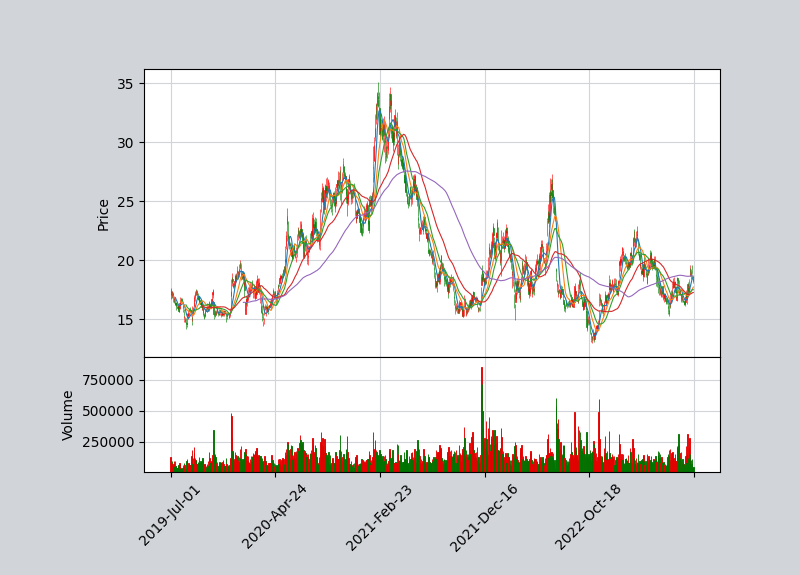 35
30
25
20
15
Price
750000
500000
250000
Volume
2019-Jul-01
2020-Apr-24
2021-Feb-23
2021-Dec-16
2022-Oct-18